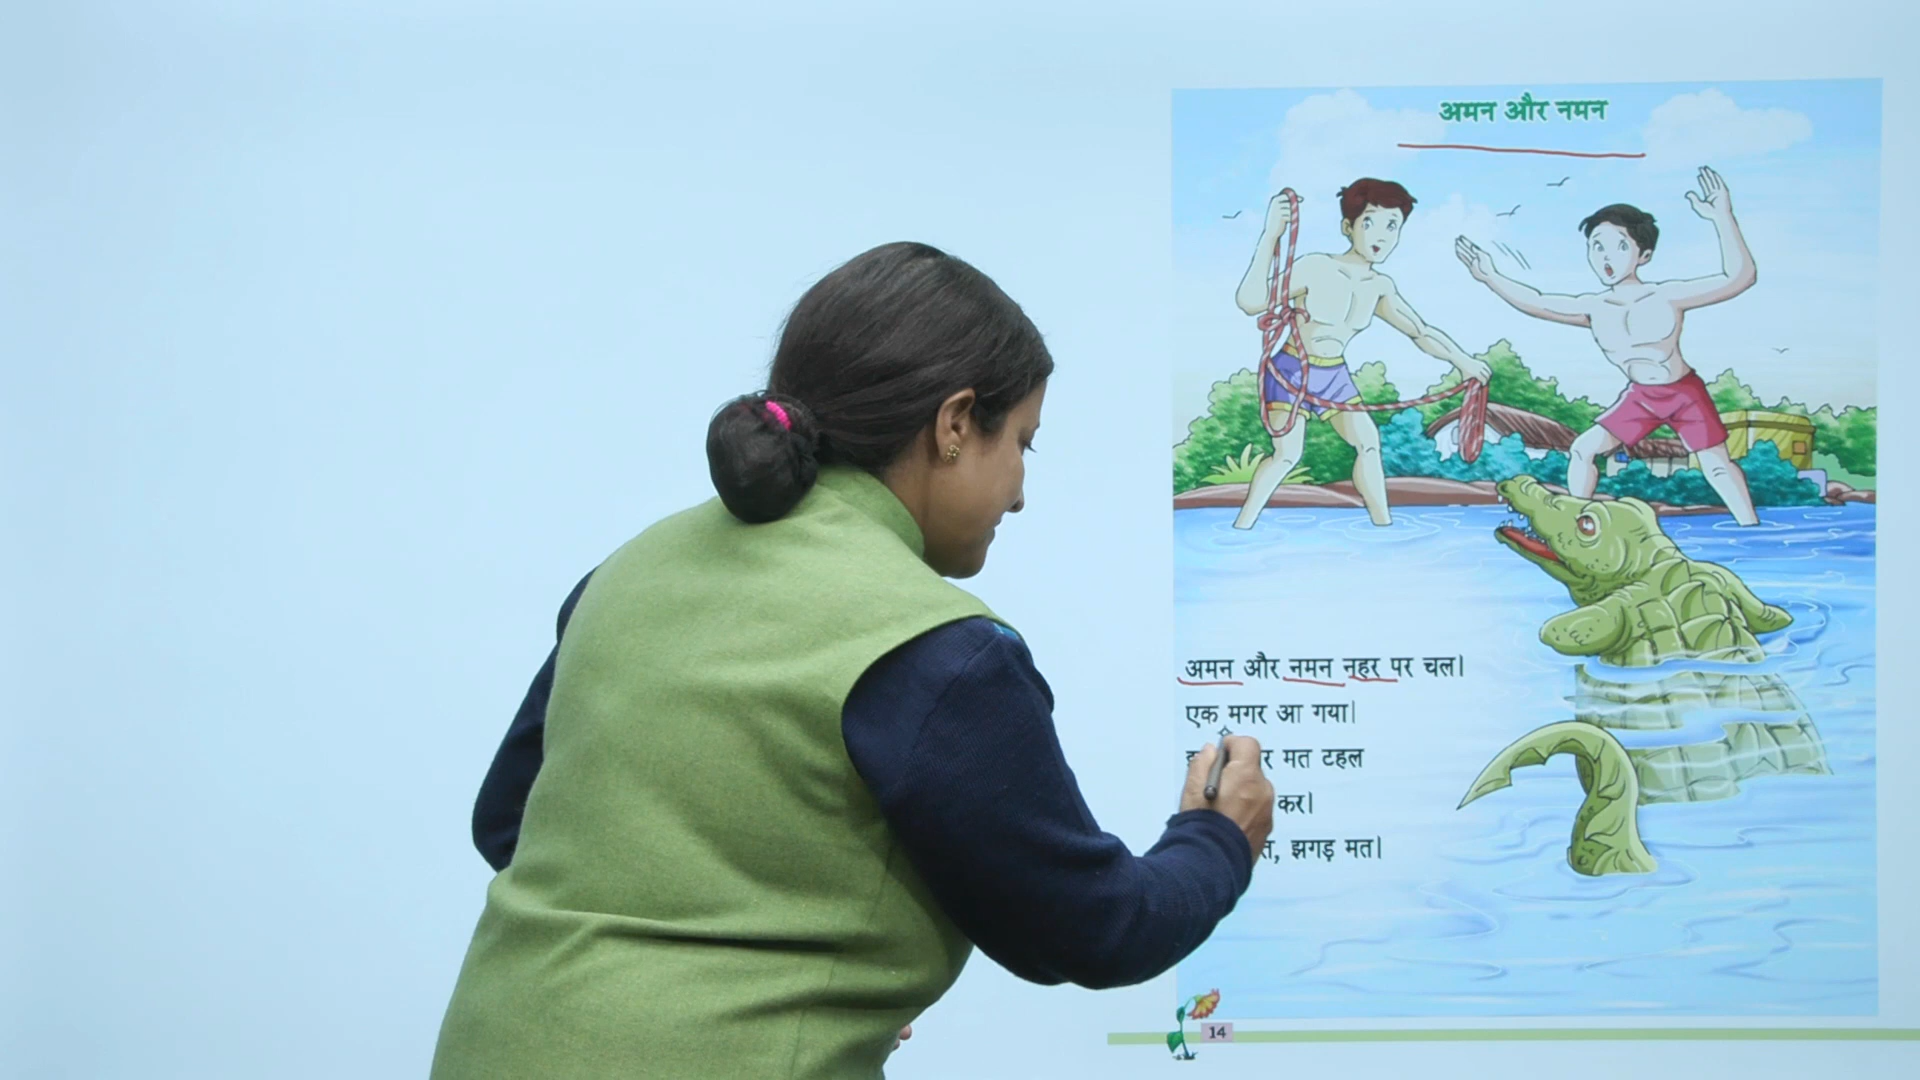 अमन और नमन
अमन और नमन नहर पर चल।
एक मगर आ गया।
मत टहल
कर।
झगड़ मत।
14